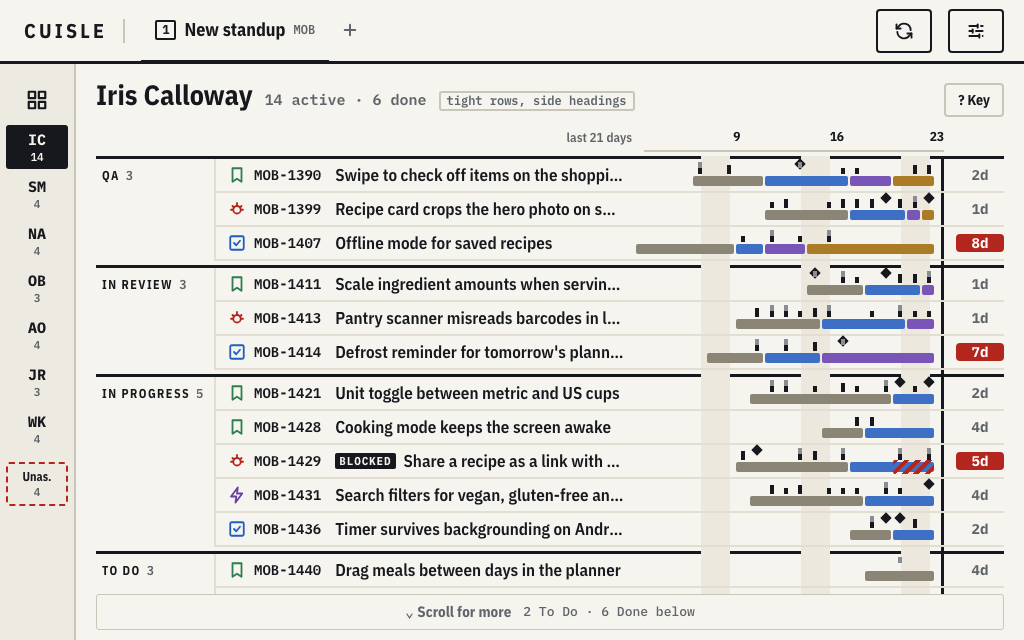 CUISLE
1 New standup MOB +
Iris Calloway 14 active · 6 done tight rows, side headings
? Key
last 21 days 9 16 23
IC
14
SM
4
NA
4
OB
3
AO
4
JR
3
WK
4
Unas.
4
QA 3
MOB-1390 Swipe to check off items on the shoppi... 2d
MOB-1399 Recipe card crops the hero photo on s... 1d
MOB-1407 Offline mode for saved recipes 8d
IN REVIEW 3
MOB-1411 Scale ingredient amounts when servin... 1d
MOB-1413 Pantry scanner misreads barcodes in l... 1d
MOB-1414 Defrost reminder for tomorrow's plann... 7d
IN PROGRESS 5
MOB-1421 Unit toggle between metric and US cups 2d
MOB-1428 Cooking mode keeps the screen awake 4d
MOB-1429 BLOCKED Share a recipe as a link with ... 5d
MOB-1431 Search filters for vegan, gluten-free an... 4d
MOB-1436 Timer survives backgrounding on Andr... 2d
TO DO 3
MOB-1440 Drag meals between days in the planner 4d
Scroll for more 2 To Do · 6 Done below